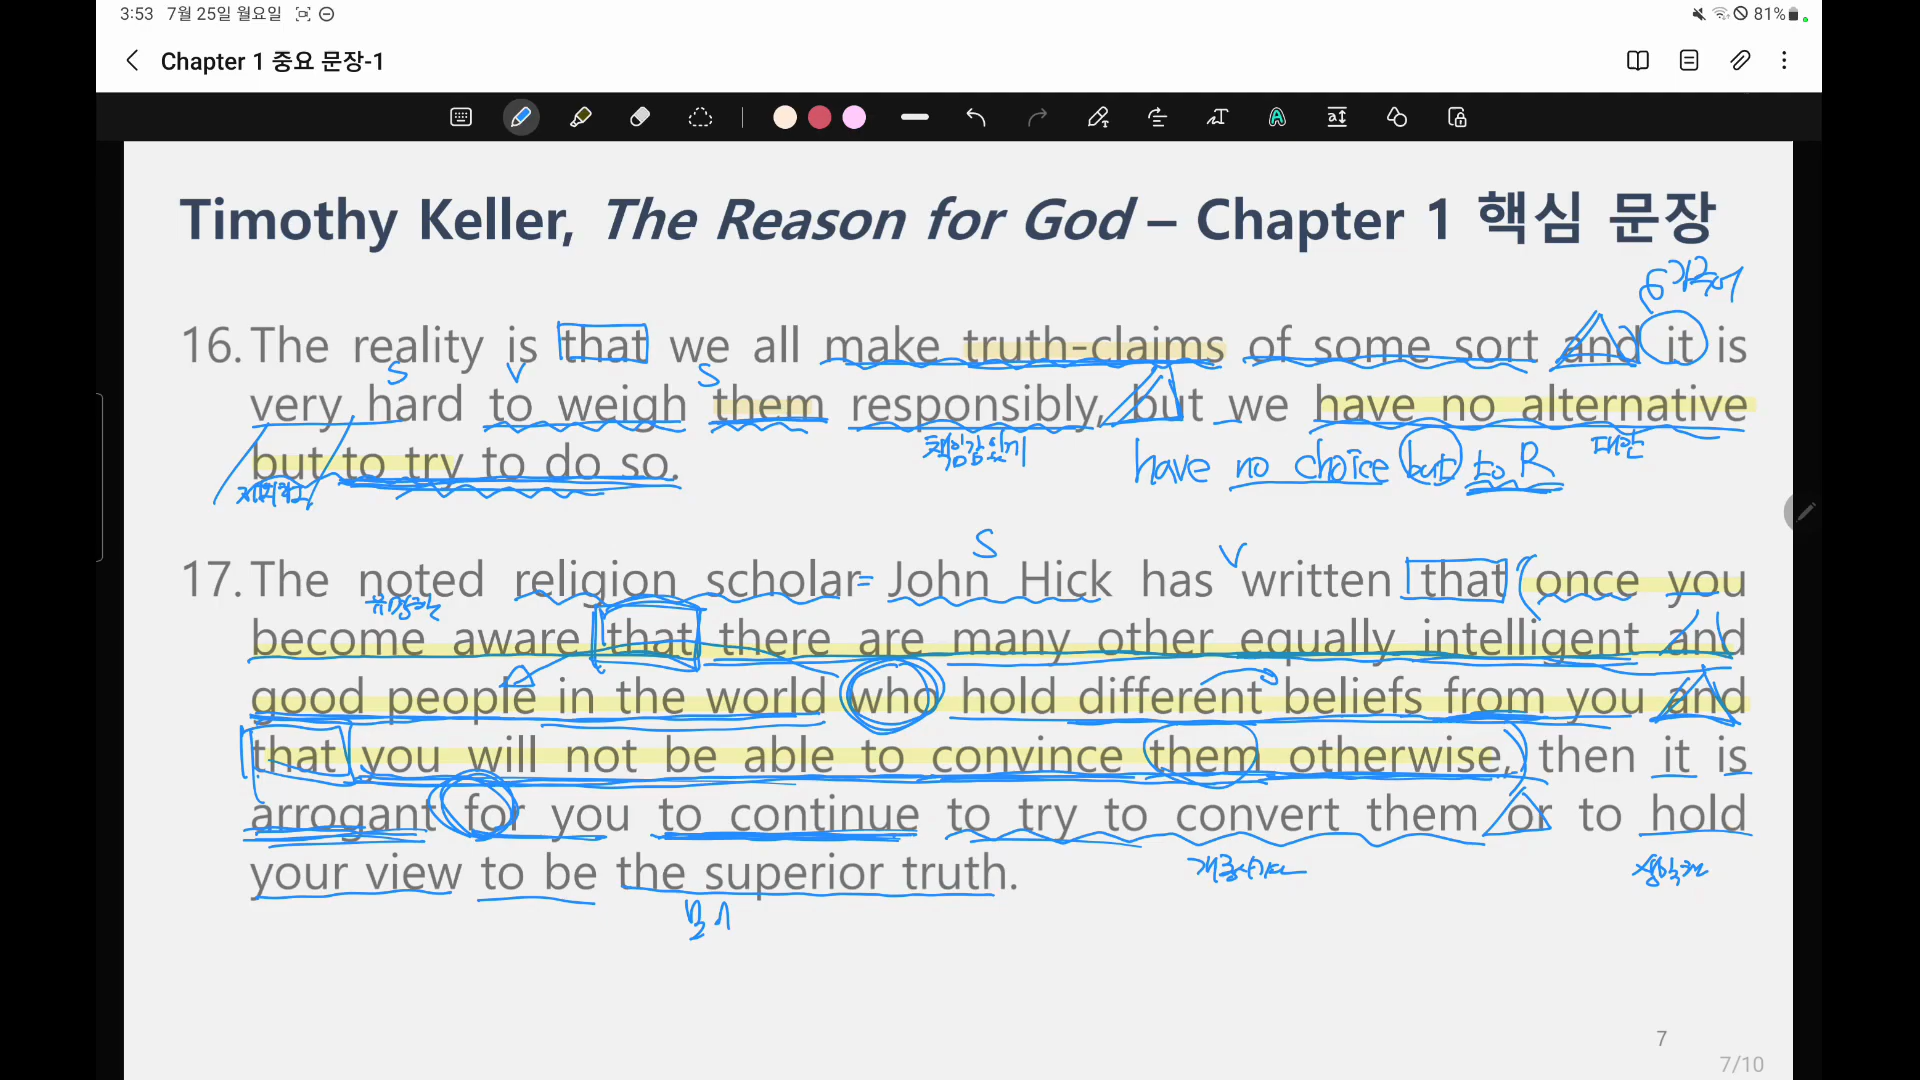 3:53 7월 25일 월요일 81%
Chapter 1 중요 문장-1
Timothy Keller, The Reason for God – Chapter 1 핵심 문장
16. The reality is that we all make truth-claims of some sort and it is
S V S
very hard to weigh them responsibly, but we have no alternative
책임감있게 대안
but to try to do so. have no choice but to R
17. The noted religion scholar = John Hick has written that (once you
S V
become aware that there are many other equally intelligent and
good people in the world who hold different beliefs from you and
that you will not be able to convince them otherwise,) then it is
arrogant for you to continue to try to convert them or to hold
your view to be the superior truth.
7
7/10